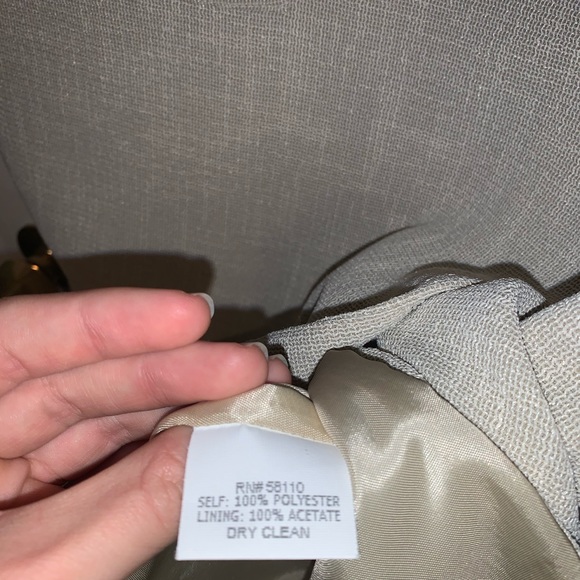 RN#58110
SELF: 100% POLYESTER
LINING: 100% ACETATE
DRY CLEAN